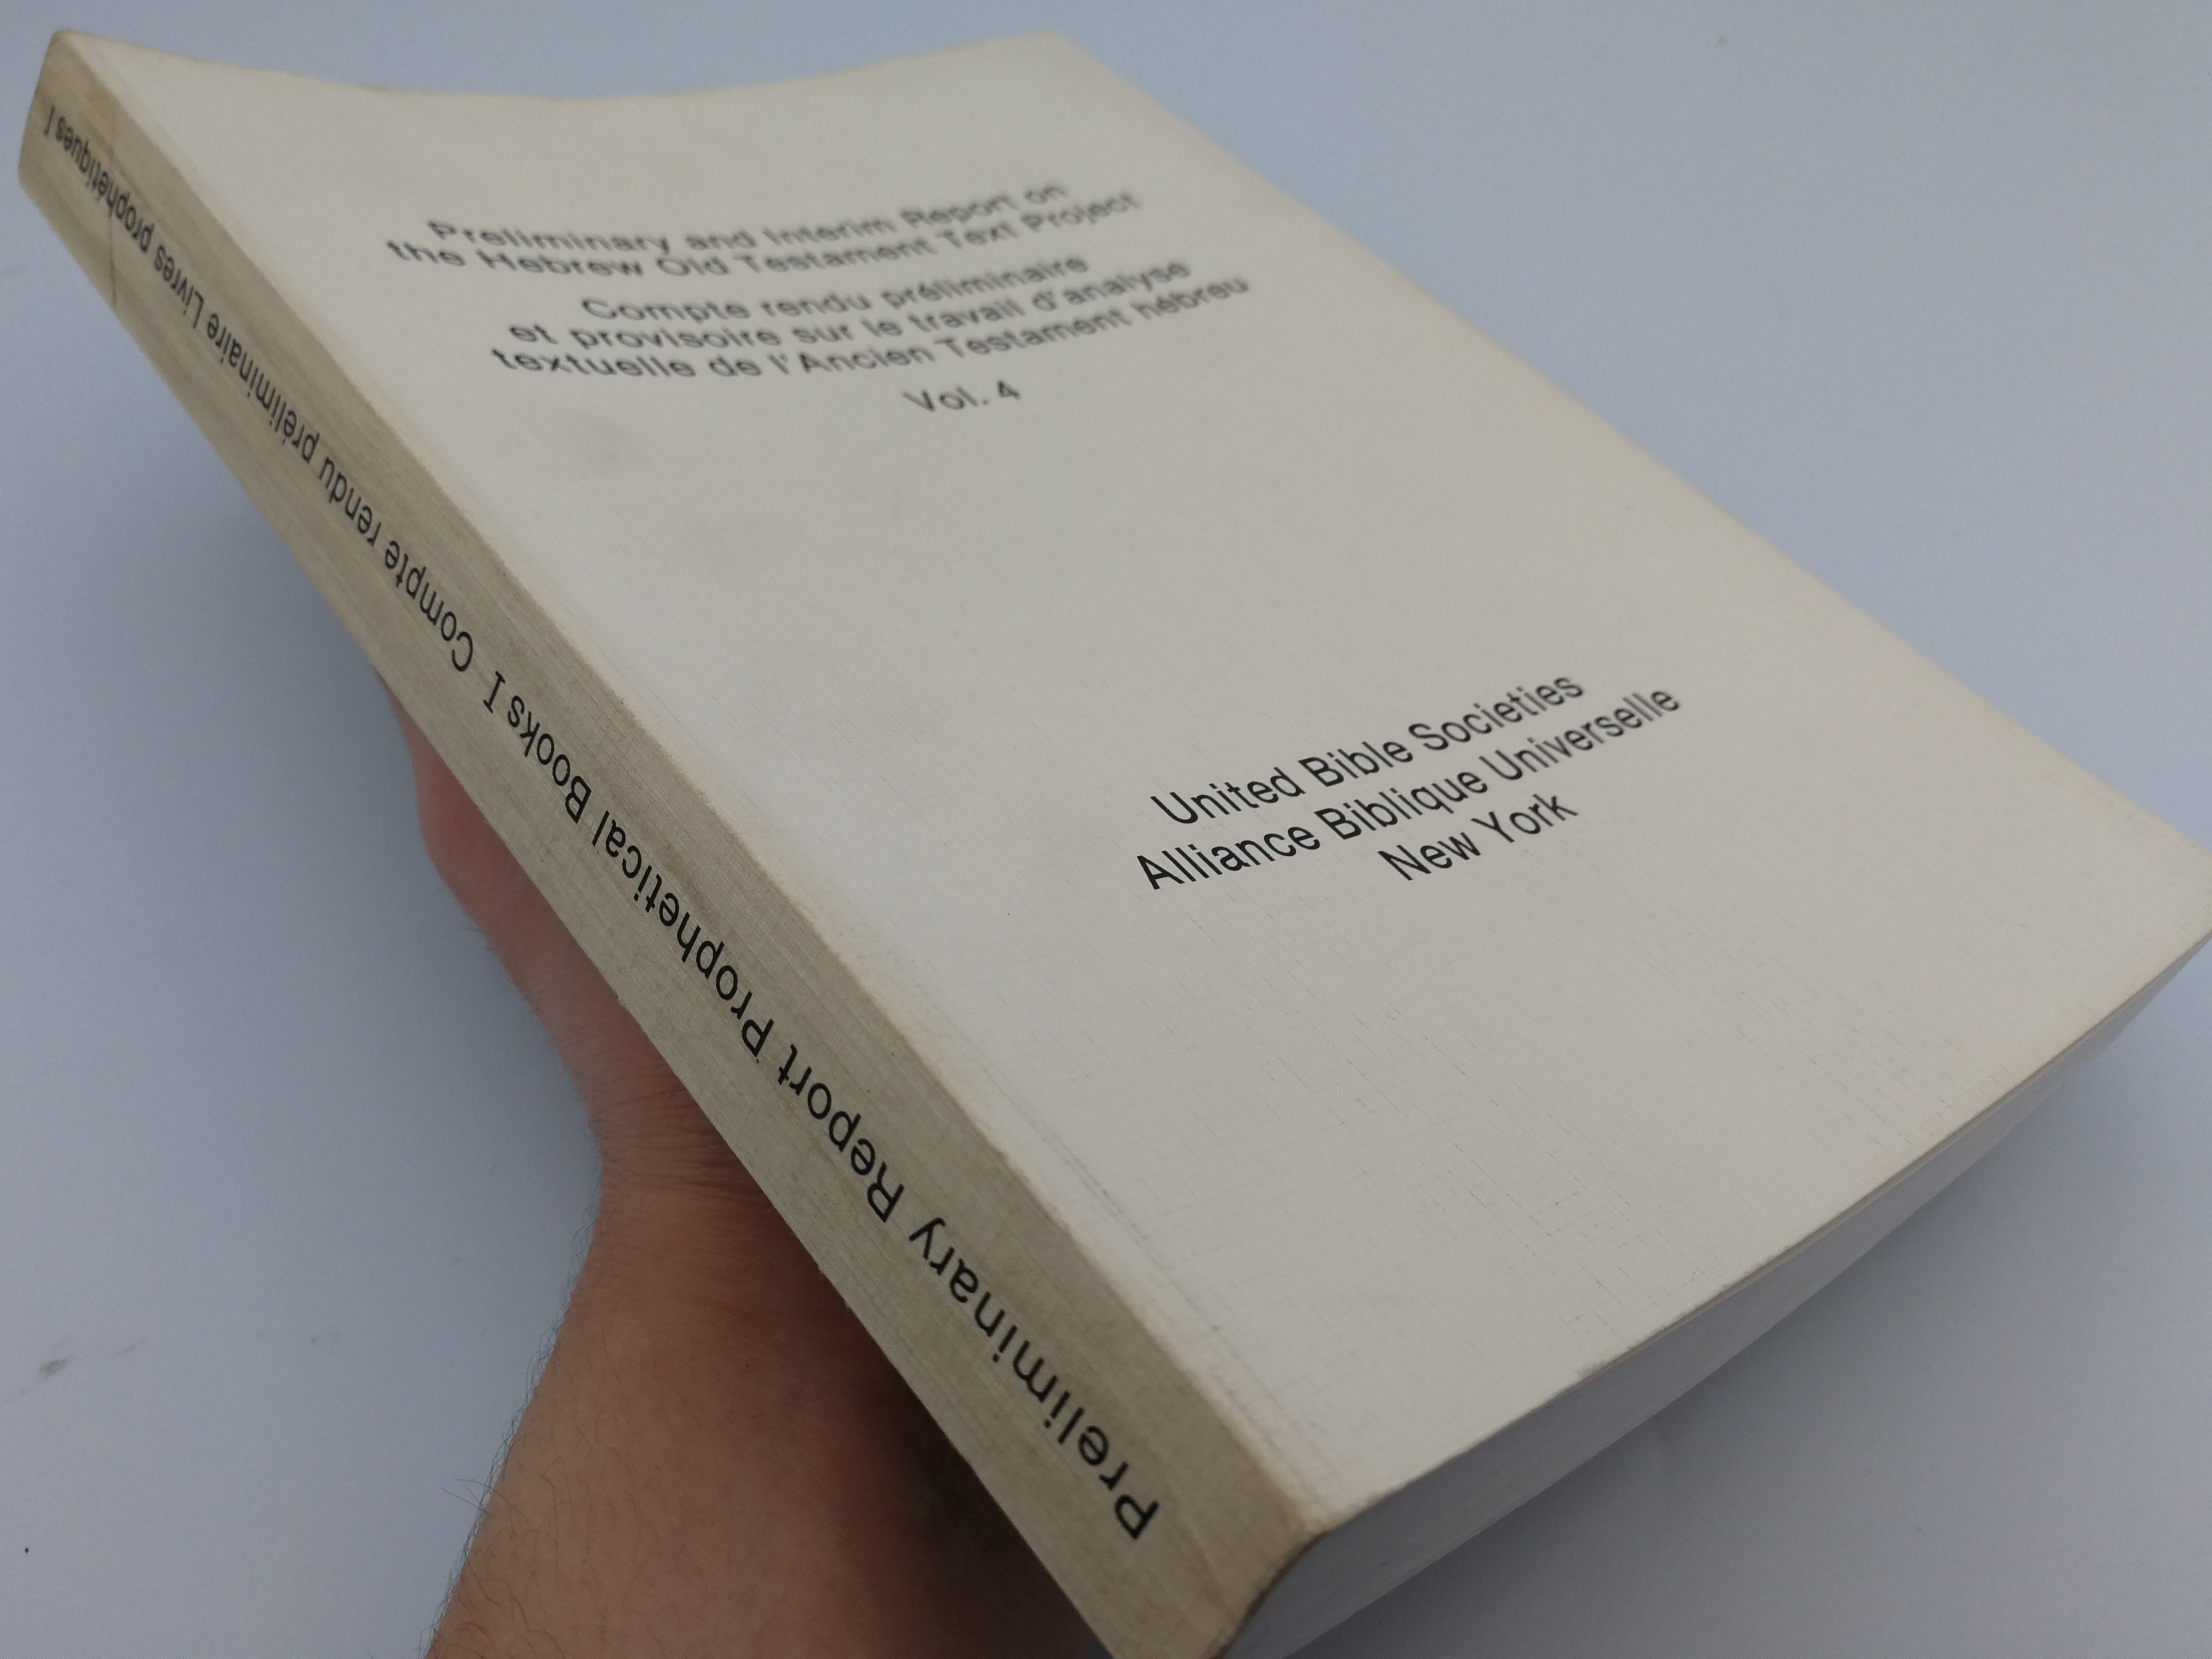 Preliminary and Interim Report on
the Hebrew Old Testament Text Project
Compte rendu préliminaire
et provisoire sur le travail d'analyse
textuelle de l'Ancien Testament hébreu
Vol. 4
United Bible Societies
Alliance Biblique Universelle
New York
Preliminary Report Prophetical Books I Compte rendu préliminaire Livres prophétiques I